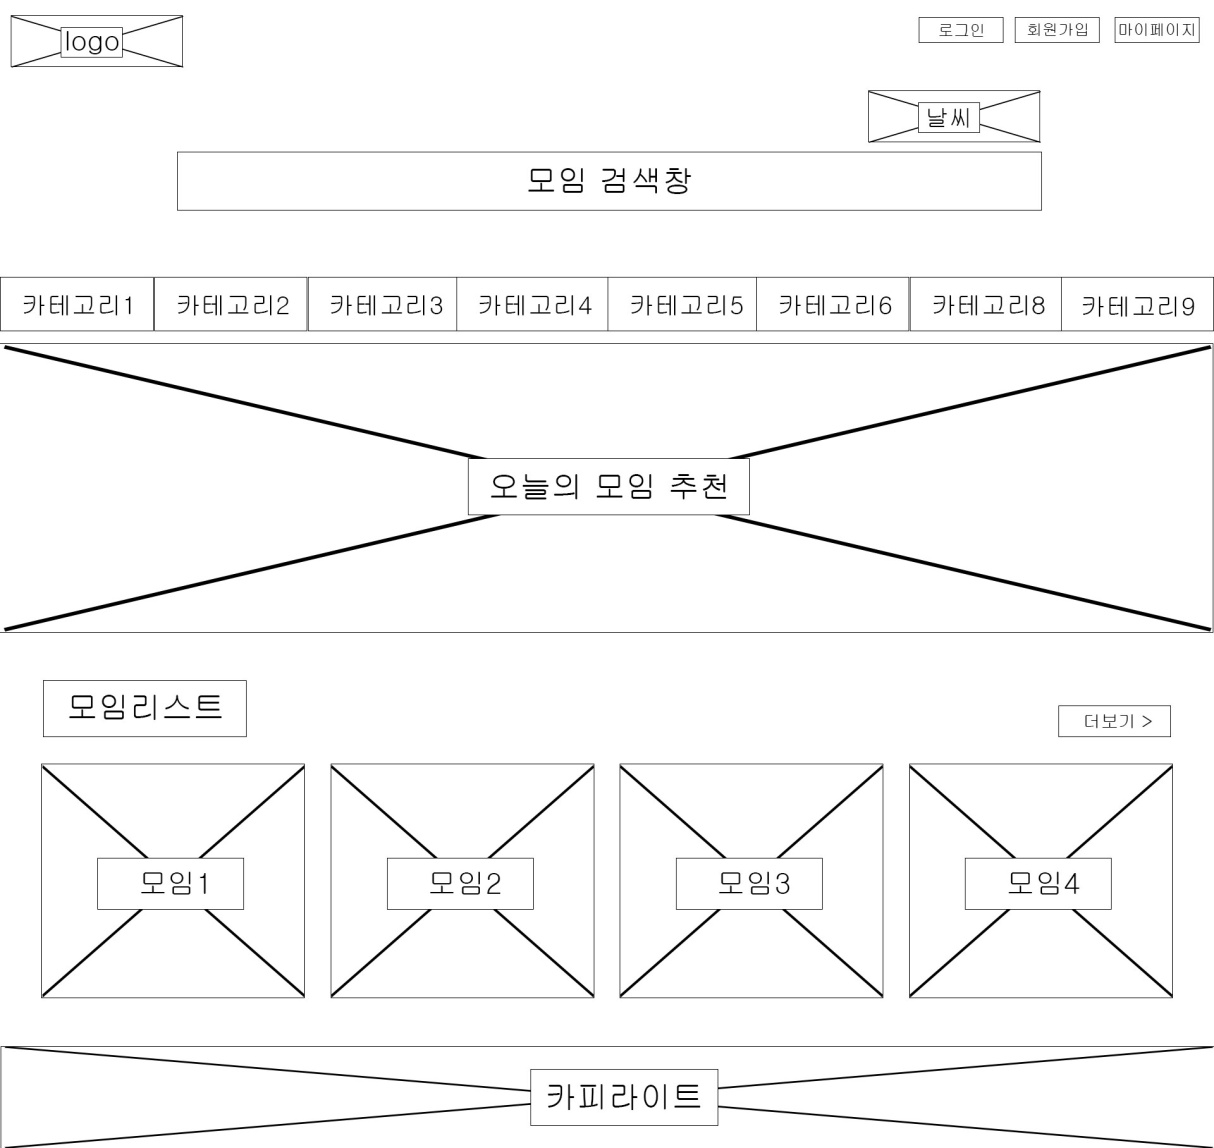 logo
로그인
회원가입
마이페이지
날씨
모임 검색창
카테고리1
카테고리2
카테고리3
카테고리4
카테고리5
카테고리6
카테고리8
카테고리9
오늘의 모임 추천
모임리스트
더보기 >
모임1
모임2
모임3
모임4
카피라이트